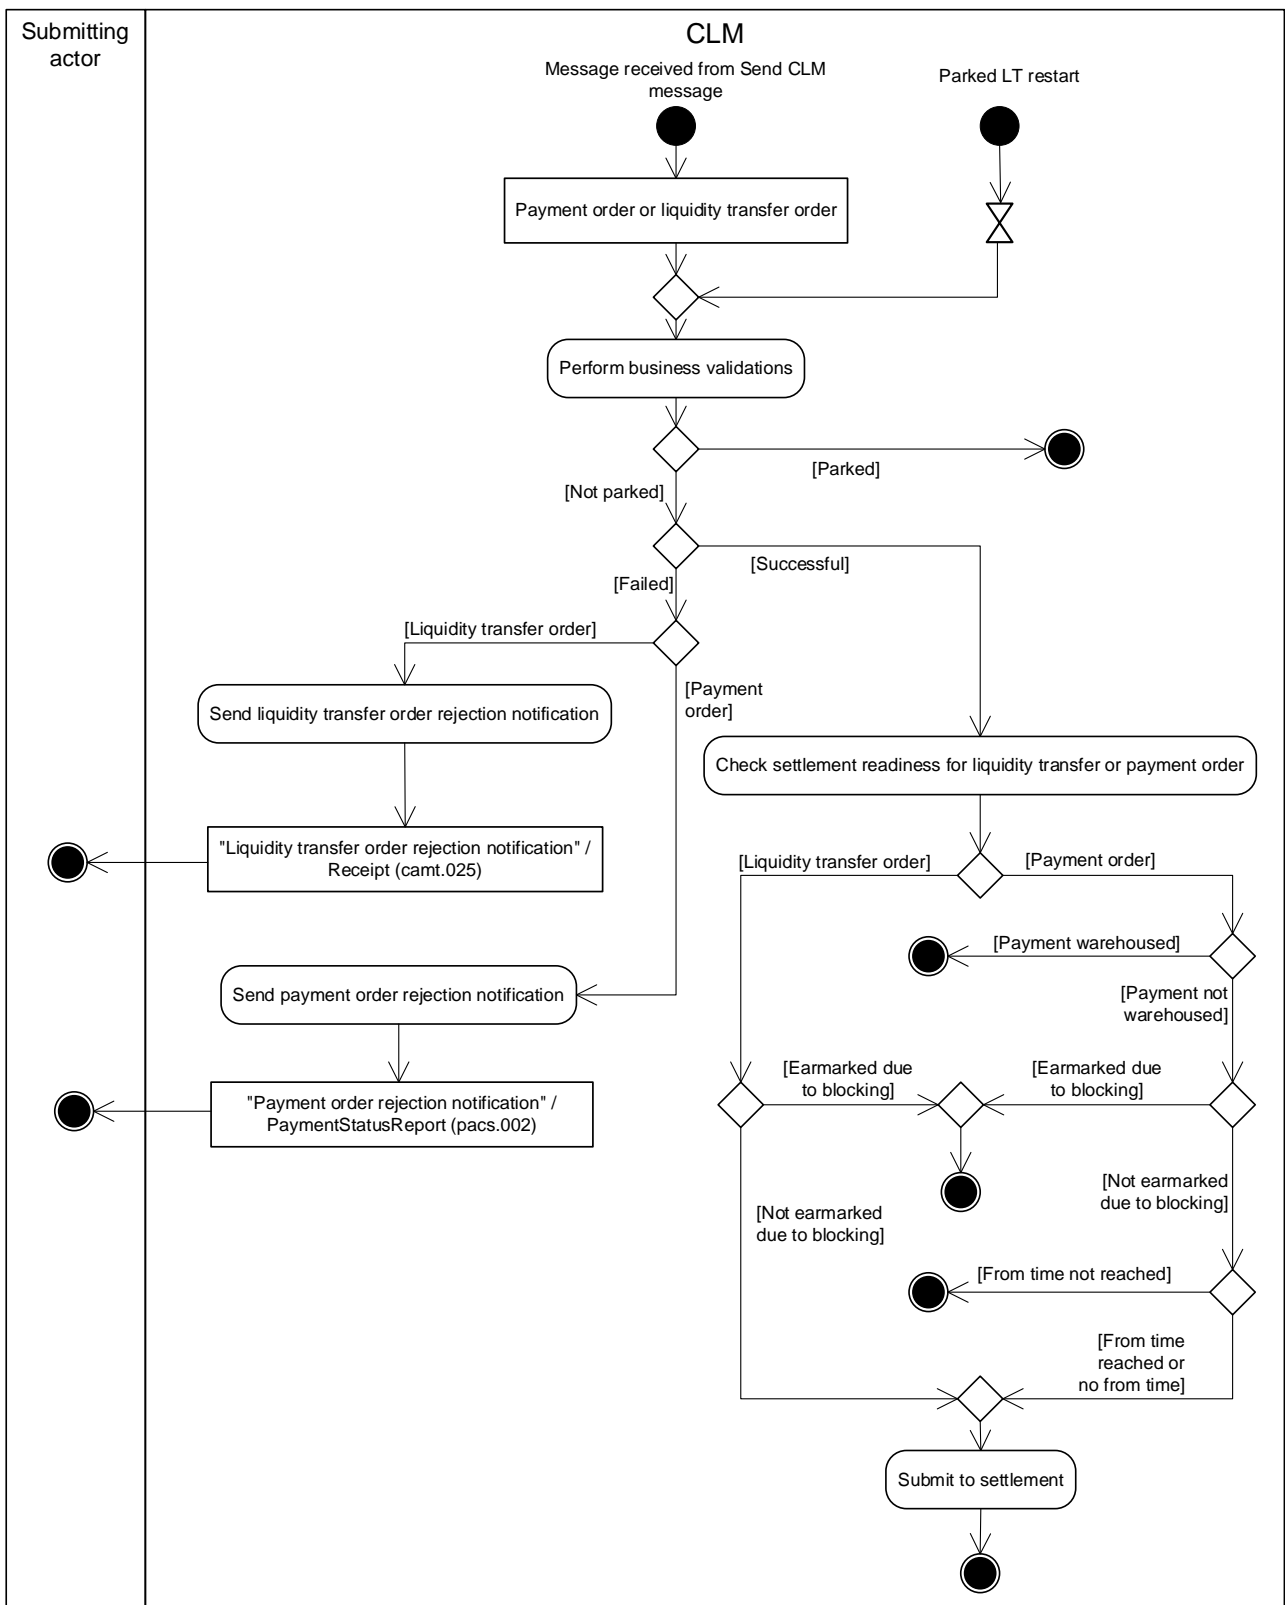 Submitting
actor
CLM
Message received from Send CLM
message
Parked LT restart
Payment order or liquidity transfer order
Perform business validations
[Parked]
[Not parked]
[Successful]
[Failed]
[Liquidity transfer order]
[Payment
order]
Send liquidity transfer order rejection notification
Check settlement readiness for liquidity transfer or payment order
"Liquidity transfer order rejection notification" /
Receipt (camt.025)
[Liquidity transfer order]
[Payment order]
[Payment warehoused]
Send payment order rejection notification
[Payment not
warehoused]
[Earmarked due
to blocking]
[Earmarked due
to blocking]
"Payment order rejection notification" /
PaymentStatusReport (pacs.002)
[Not earmarked
due to blocking]
[Not earmarked
due to blocking]
[From time not reached]
[From time
reached or
no from time]
Submit to settlement